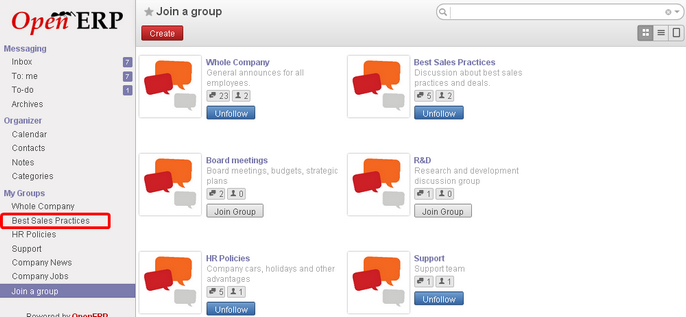 Open ERP
Messaging
Inbox 7
To: me 7
To-do 1
Archives
Organizer
Calendar
Contacts
Notes
Categories
My Groups
Whole Company
Best Sales Practices
HR Policies
Support
Company News
Company Jobs
Join a group
Powered by OpenERP
Join a group
Create
Whole Company
General announces for all
employees.
23 2
Unfollow
Best Sales Practices
Discussion about best sales
practices and deals.
5 2
Unfollow
Board meetings
Board meetings, budgets, strategic
plans
2 0
Join Group
R&D
Research and development
discussion group
1 0
Join Group
HR Policies
Company cars, holidays and other
advantages
5 1
Unfollow
Support
Support team
1 1
Unfollow